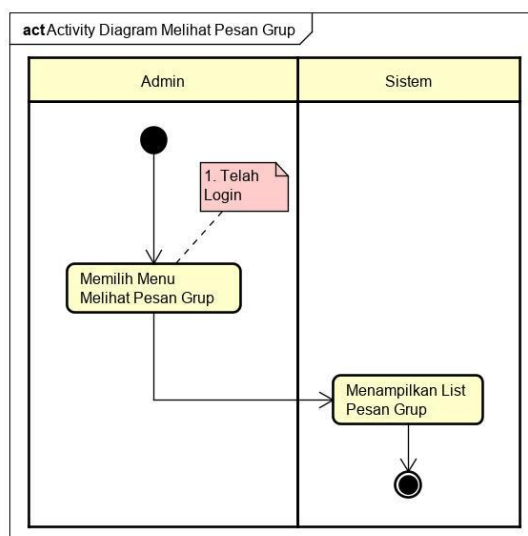 act Activity Diagram Melihat Pesan Grup
Admin
Sistem
1. Telah
Login
Memilih Menu
Melihat Pesan Grup
Menampilkan List
Pesan Grup